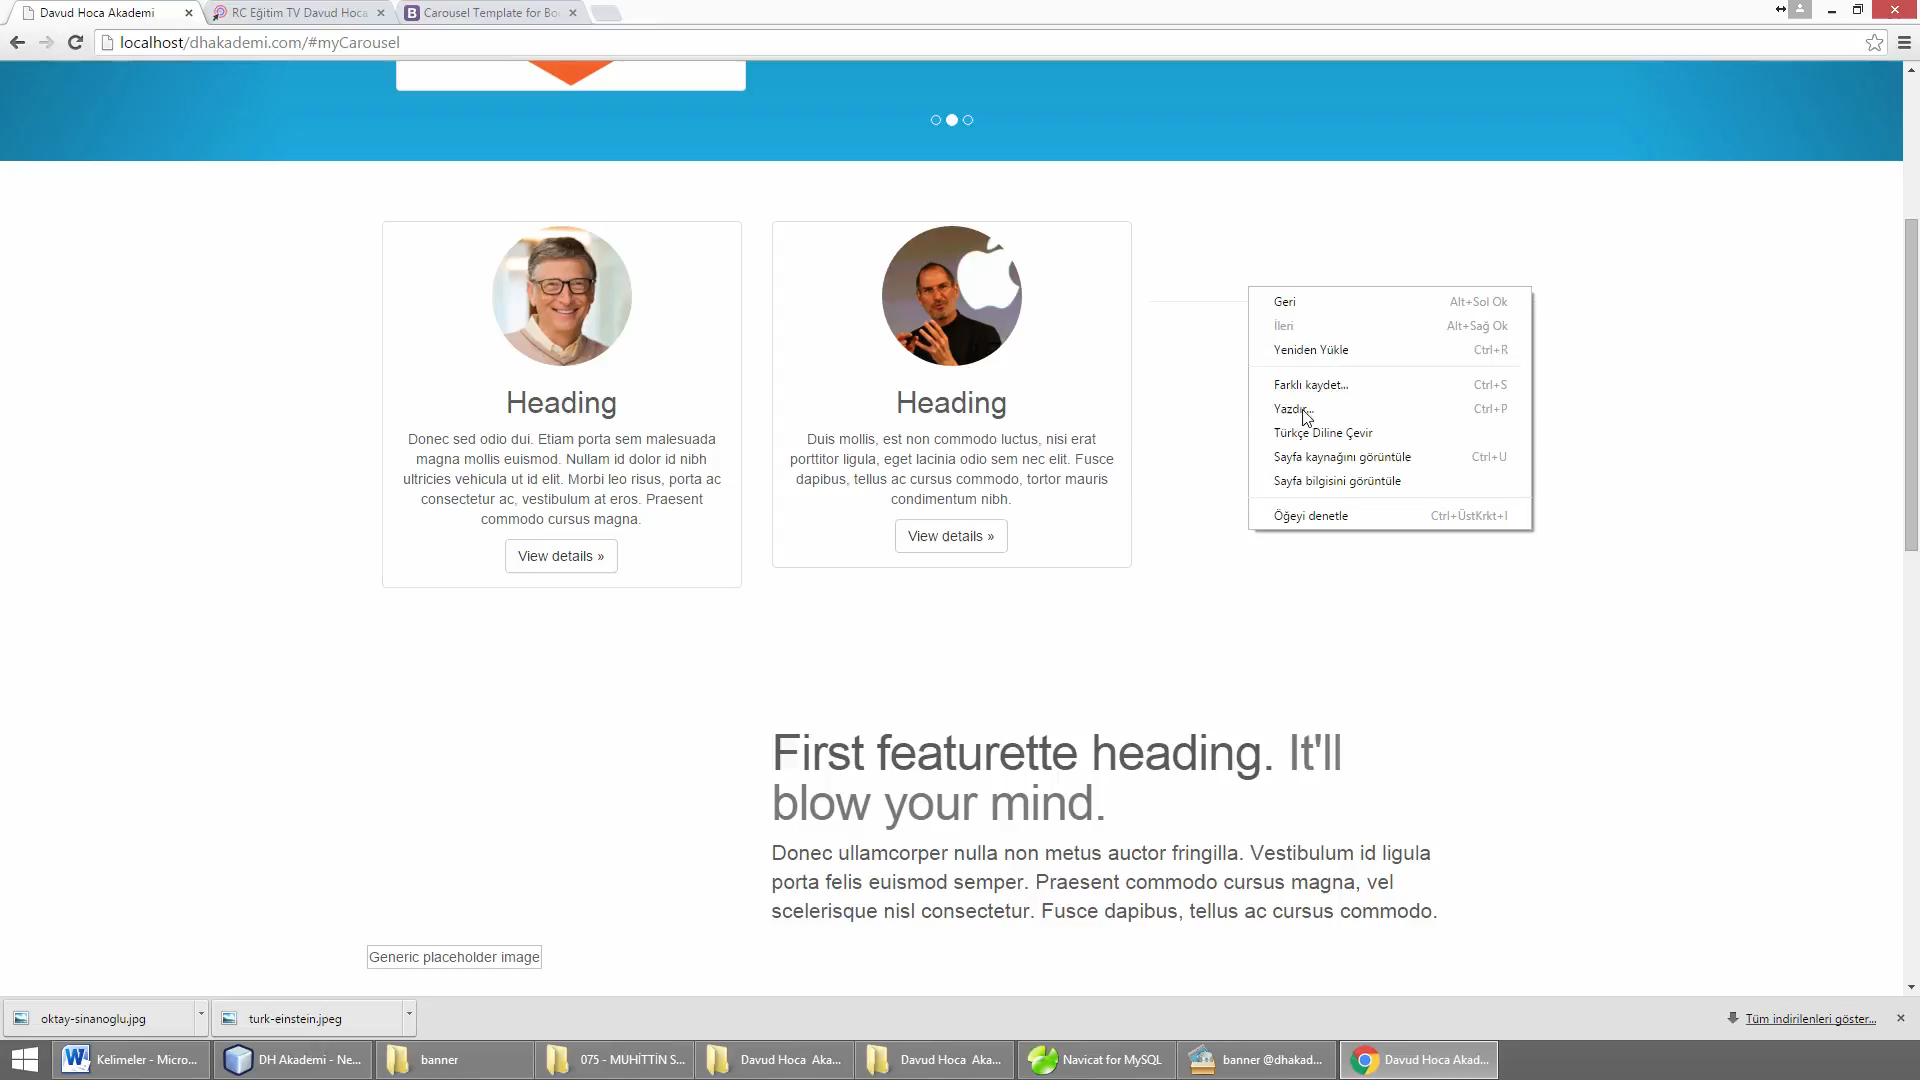 Davud Hoca Akademi
RC Eğitim TV Davud Hoca
Carousel Template for Bo
localhost/dhakademi.com/#myCarousel
Heading
Donec sed odio dui. Etiam porta sem malesuada
magna mollis euismod. Nullam id dolor id nibh
ultricies vehicula ut id elit. Morbi leo risus, porta ac
consectetur ac, vestibulum at eros. Praesent
commodo cursus magna.
View details »
Heading
Duis mollis, est non commodo luctus, nisi erat
porttitor ligula, eget lacinia odio sem nec elit. Fusce
dapibus, tellus ac cursus commodo, tortor mauris
condimentum nibh.
View details »
Geri Alt+Sol Ok
İleri Alt+Sağ Ok
Yeniden Yükle Ctrl+R
Farklı kaydet... Ctrl+S
Yazdır... Ctrl+P
Türkçe Diline Çevir
Sayfa kaynağını görüntüle Ctrl+U
Sayfa bilgisini görüntüle
Öğeyi denetle Ctrl+ÜstKrkt+I
First featurette heading. It'll
blow your mind.
Donec ullamcorper nulla non metus auctor fringilla. Vestibulum id ligula
porta felis euismod semper. Praesent commodo cursus magna, vel
scelerisque nisl consectetur. Fusce dapibus, tellus ac cursus commodo.
Generic placeholder image
oktay-sinanoglu.jpg
turk-einstein.jpeg
Tüm indirilenleri göster...
Kelimeler - Micro...
DH Akademi - Ne...
banner
075 - MUHİTTİN S...
Davud Hoca Aka...
Davud Hoca Aka...
Navicat for MySQL
banner @dhakad...
Davud Hoca Akad...